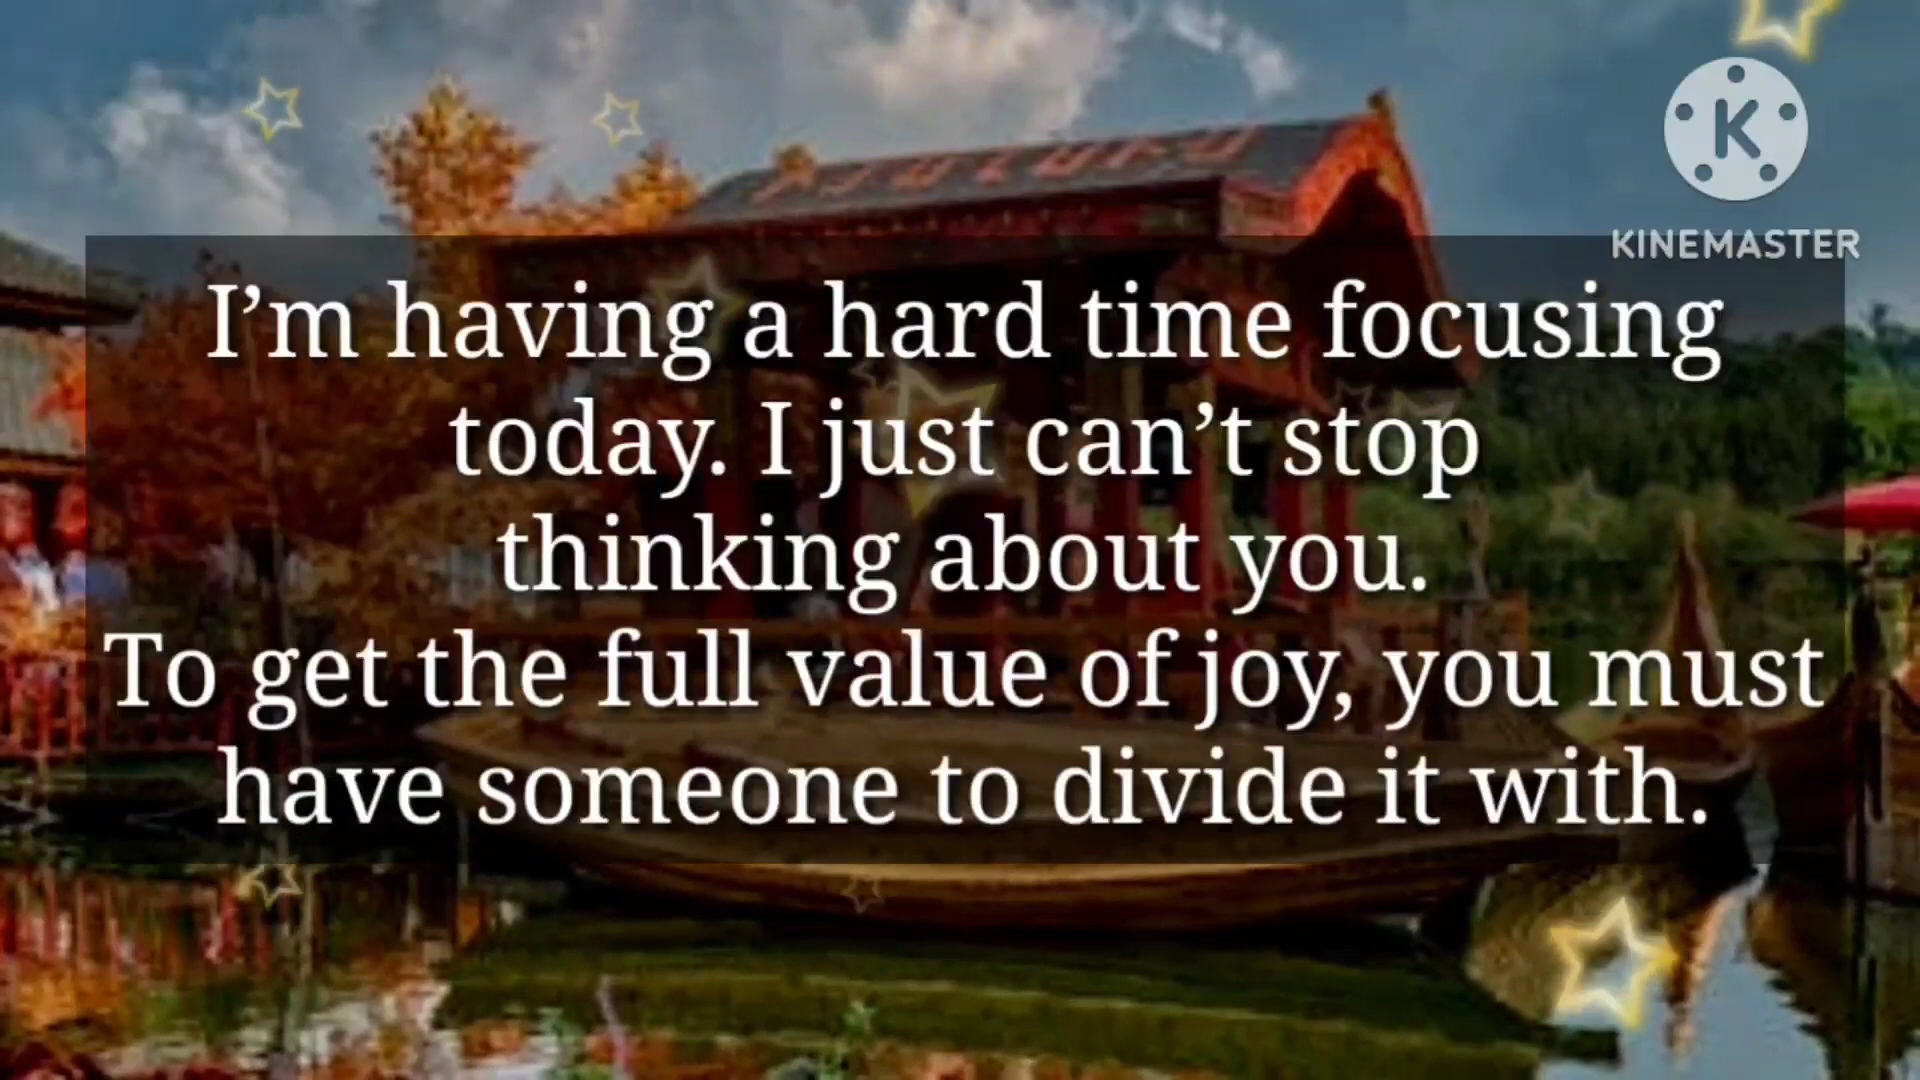 K
KINEMASTER
I’m having a hard time focusing
today. I just can’t stop
thinking about you.
To get the full value of joy, you must
have someone to divide it with.